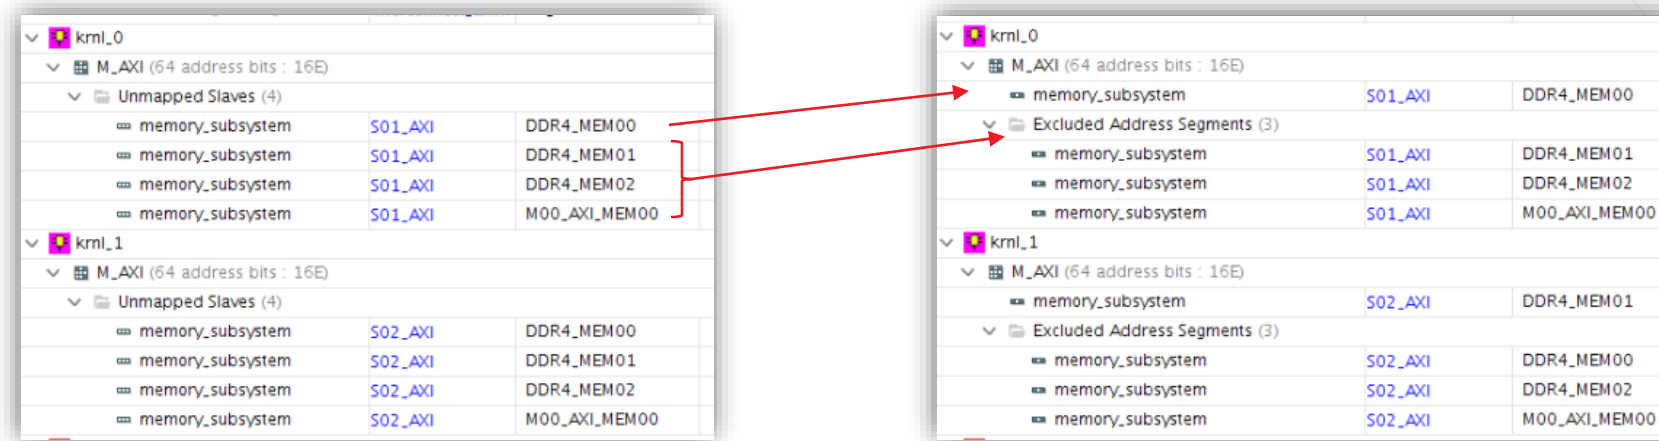 krnl_0
M_AXI (64 address bits : 16E)
Unmapped Slaves (4)
memory_subsystem S01_AXI DDR4_MEM00
memory_subsystem S01_AXI DDR4_MEM01
memory_subsystem S01_AXI DDR4_MEM02
memory_subsystem S01_AXI M00_AXI_MEM00
krnl_1
M_AXI (64 address bits : 16E)
Unmapped Slaves (4)
memory_subsystem S02_AXI DDR4_MEM00
memory_subsystem S02_AXI DDR4_MEM01
memory_subsystem S02_AXI DDR4_MEM02
memory_subsystem S02_AXI M00_AXI_MEM00
krnl_0
M_AXI (64 address bits : 16E)
memory_subsystem S01_AXI DDR4_MEM00
Excluded Address Segments (3)
memory_subsystem S01_AXI DDR4_MEM01
memory_subsystem S01_AXI DDR4_MEM02
memory_subsystem S01_AXI M00_AXI_MEM00
krnl_1
M_AXI (64 address bits : 16E)
memory_subsystem S02_AXI DDR4_MEM01
Excluded Address Segments (3)
memory_subsystem S02_AXI DDR4_MEM00
memory_subsystem S02_AXI DDR4_MEM02
memory_subsystem S02_AXI M00_AXI_MEM00